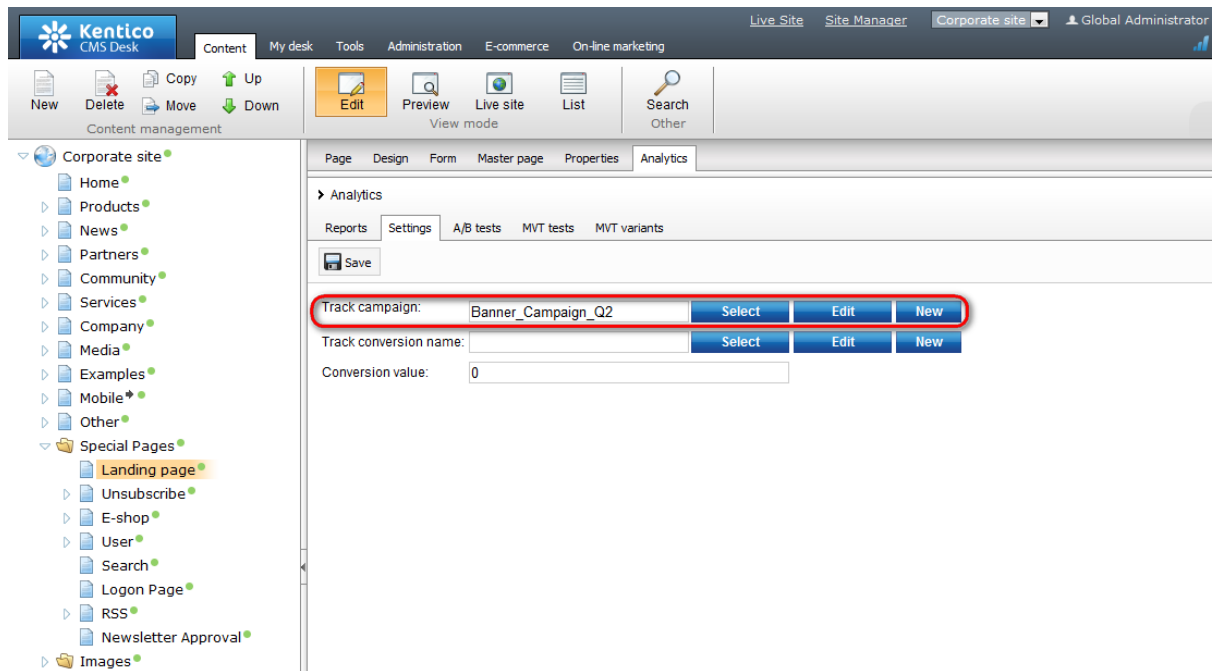 Live Site Site Manager Corporate site Global Administrator
Kentico
CMS Desk
Content My desk Tools Administration E-commerce On-line marketing
New Delete Copy Move Up Down
Content management
Edit Preview Live site List
View mode
Search
Other
Corporate site
Home
Products
News
Partners
Community
Services
Company
Media
Examples
Mobile
Other
Special Pages
Landing page
Unsubscribe
E-shop
User
Search
Logon Page
RSS
Newsletter Approval
Images
Page Design Form Master page Properties Analytics
Analytics
Reports Settings A/B tests MVT tests MVT variants
Save
Track campaign: Banner_Campaign_Q2 Select Edit New
Track conversion name: Select Edit New
Conversion value: 0